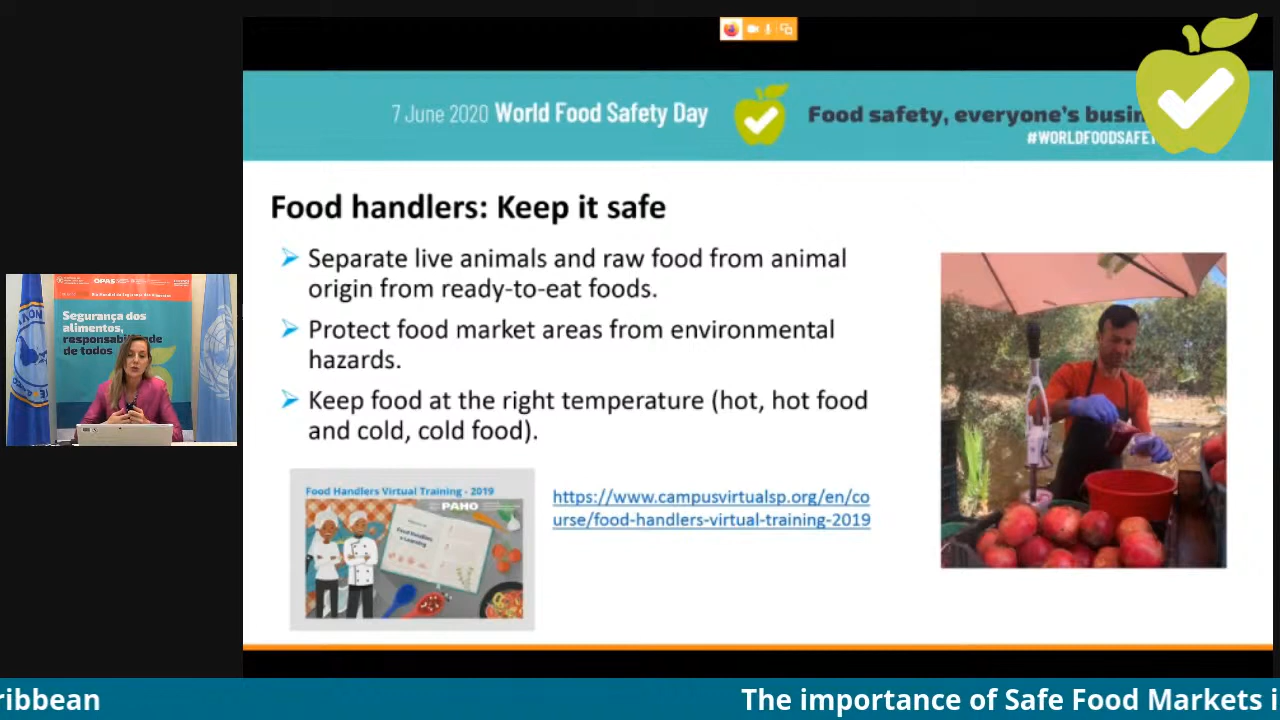 7 June 2020 World Food Safety Day
Food safety, everyone's busin
#WORLDFOODSAFET
Food handlers: Keep it safe
Separate live animals and raw food from animal
origin from ready-to-eat foods.
Protect food market areas from environmental
hazards.
Keep food at the right temperature (hot, hot food
and cold, cold food).
Food Handlers Virtual Training - 2019
PAHO
https://www.campusvirtualsp.org/en/co
urse/food-handlers-virtual-training-2019
OPAS
Segurança dos
alimentos,
de todos
ribbean
The importance of Safe Food Markets i